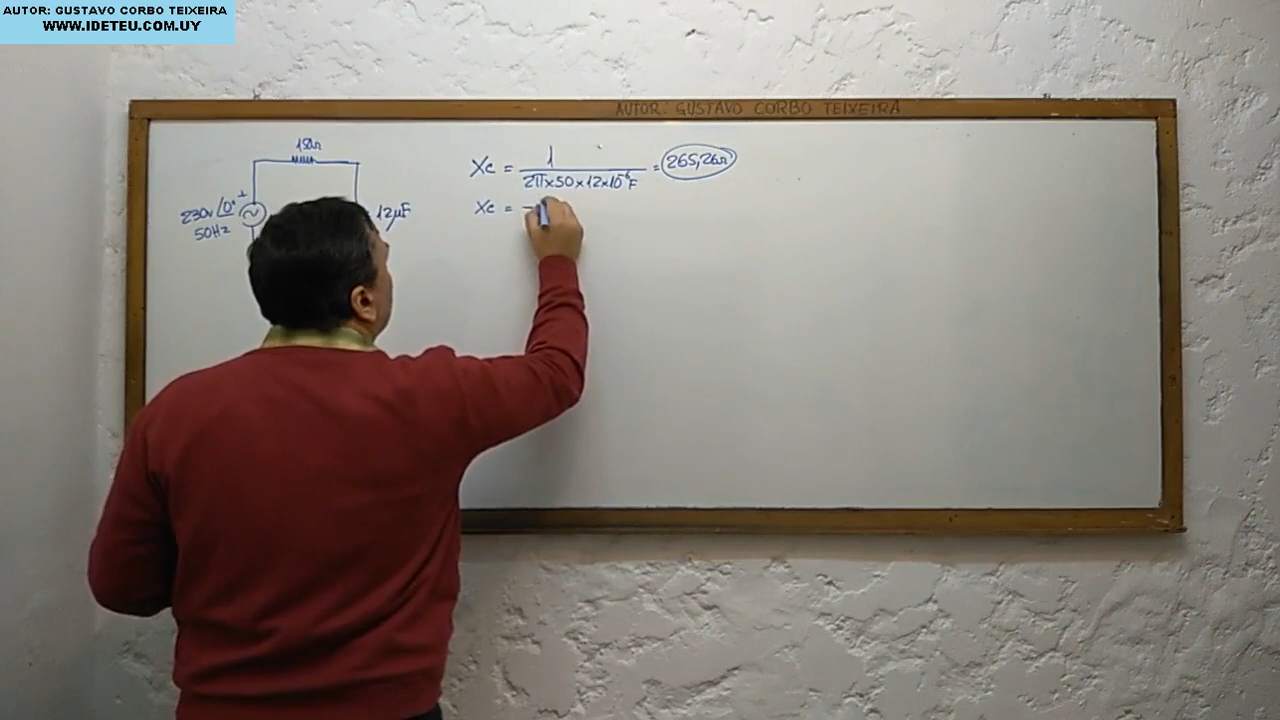 AUTOR: GUSTAVO CORBO TEIXEIRA
WWW.IDETEU.COM.UY
AUTOR: GUSTAVO CORBO TEIXEIRA
Xc = 1 / 2π×50×12×10⁻⁶F = 265,26Ω
Xc = -
230V /0° +
50Hz
12μF